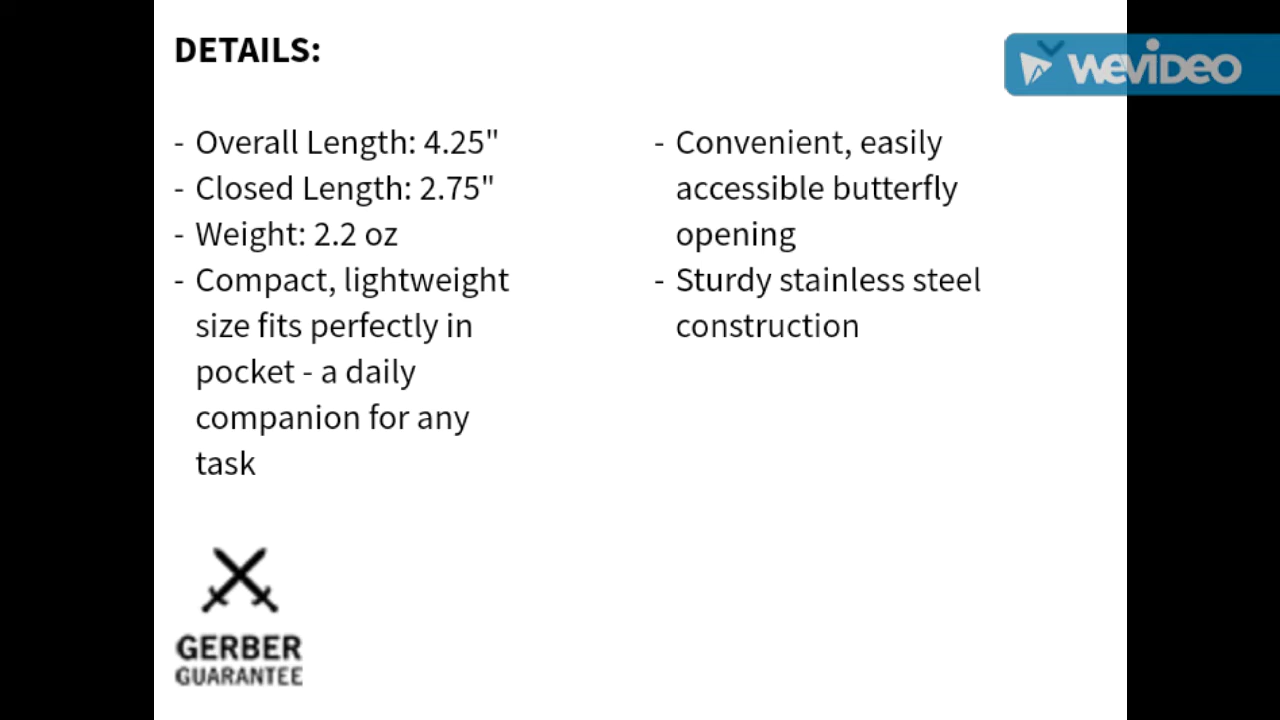 DETAILS:
WEVIDEO
- Overall Length: 4.25"
- Closed Length: 2.75"
- Weight: 2.2 oz
- Compact, lightweight
size fits perfectly in
pocket - a daily
companion for any
task
- Convenient, easily
accessible butterfly
opening
- Sturdy stainless steel
construction
GERBER
GUARANTEE